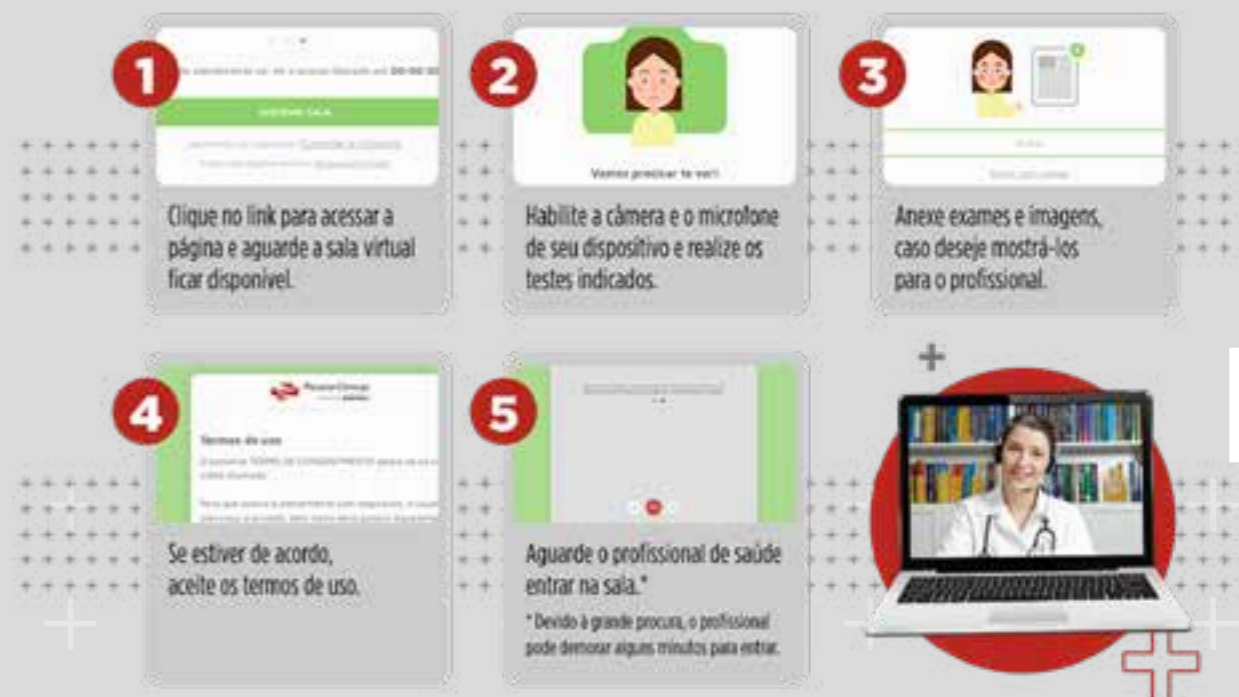 1
Clique no link para acessar a
página e aguarde a sala virtual
ficar disponível.
2
Vamos precisar te ver!
Habilite a câmera e o microfone
de seu dispositivo e realize os
testes indicados.
3
Anexe exames e imagens,
caso deseje mostrá-los
para o profissional.
4
Termos de uso
Se estiver de acordo,
aceite os termos de uso.
5
Aguarde o profissional de saúde
entrar na sala.*
* Devido à grande procura, o profissional
pode demorar alguns minutos para entrar.